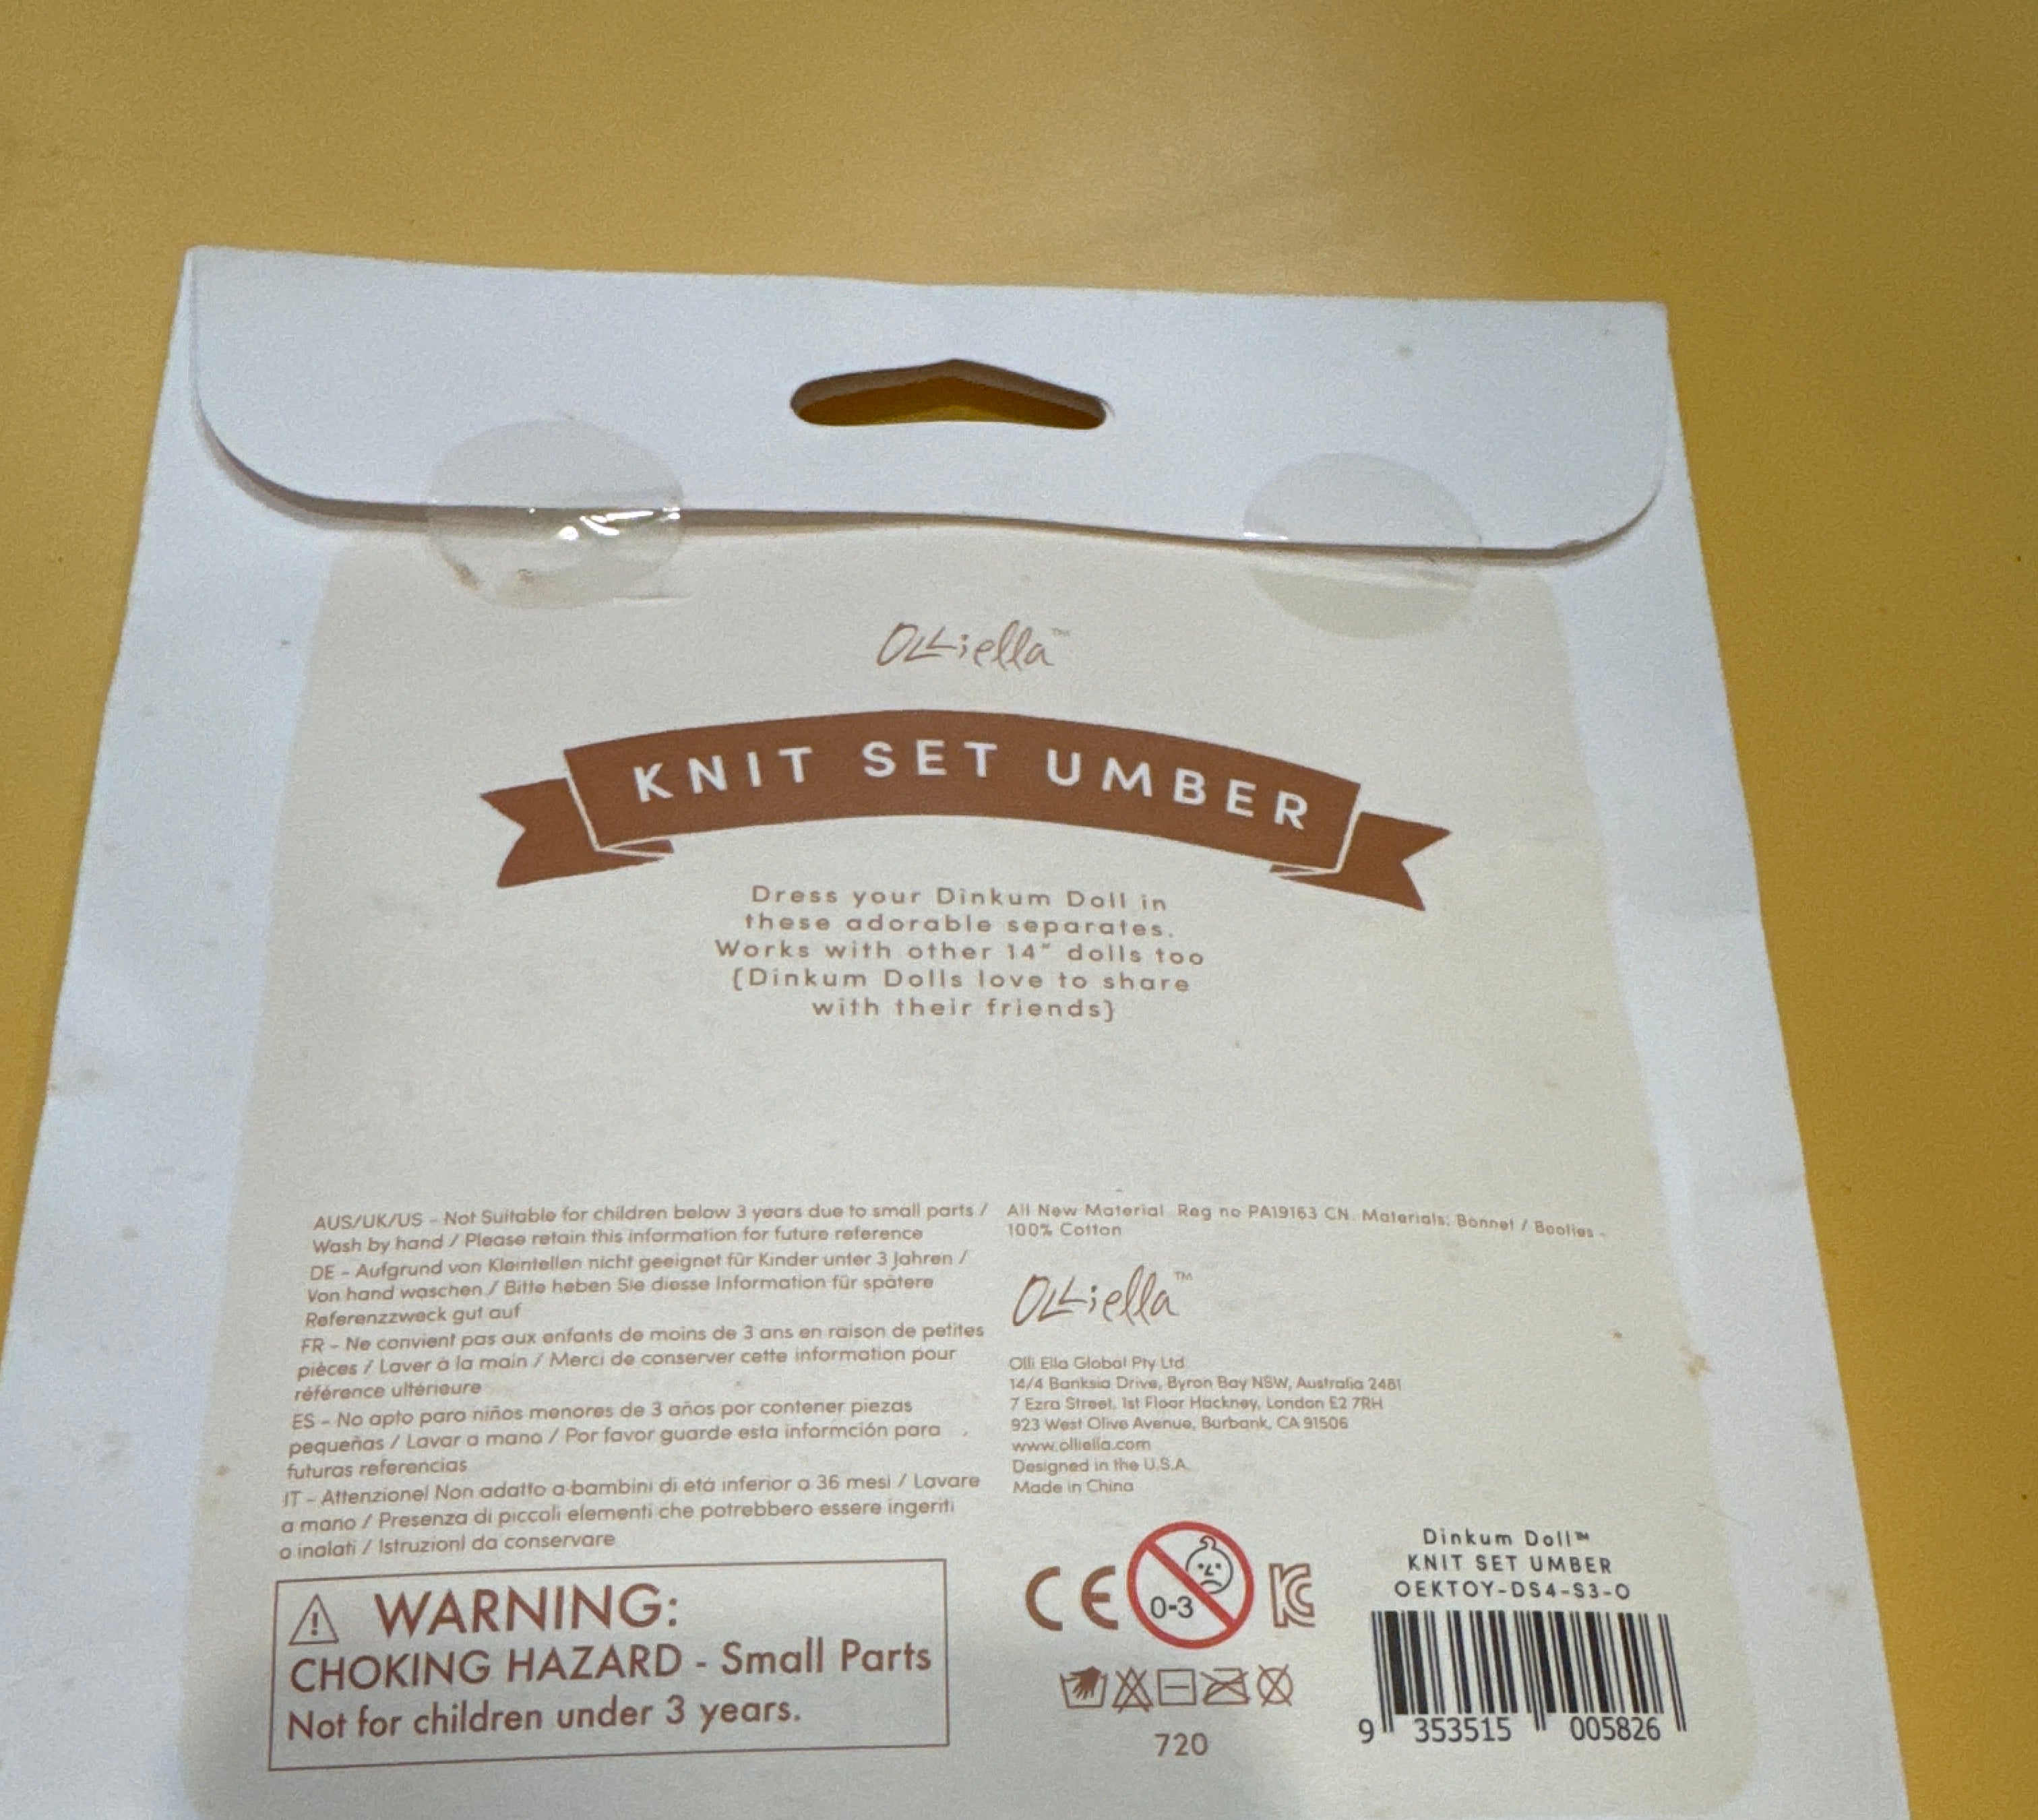 Olliella™
KNIT SET UMBER
Dress your Dinkum Doll in
these adorable separates.
Works with other 14" dolls too
(Dinkum Dolls love to share
with their friends)
AUS/UK/US - Not Suitable for children below 3 years due to small parts /
Wash by hand / Please retain this information for future reference
DE - Aufgrund von Kleintellen nicht geeignet für Kinder unter 3 Jahren /
Von hand waschen / Bitte heben Sie diesse Information für spätere
Referenzzweck gut auf
FR - Ne convient pas aux enfants de moins de 3 ans en raison de petites
pièces / Laver à la main / Merci de conserver cette information pour
référence ultérieure
ES - No apto para niños menores de 3 años por contener piezas
pequeñas / Lavar a mano / Por favor guarde esta informción para
futuras referencias
IT - Attenzione! Non adatto a bambini di età inferior a 36 mesi / Lavare
a mano / Presenza di piccoli elementi che potrebbero essere ingeriti
o inalati / Istruzioni da conservare
⚠ WARNING:
CHOKING HAZARD - Small Parts
Not for children under 3 years.
All New Material Reg no PA19163 CN. Materials: Bonnet / Booties -
100% Cotton
Olliella™
Olli Ella Global Pty Ltd
14/4 Banksia Drive, Byron Bay NSW, Australia 2481
7 Ezra Street, 1st Floor Hackney, London E2 7RH
923 West Olive Avenue, Burbank, CA 91506
www.olliella.com
Designed in the U.S.A.
Made in China
CE 0-3 KC
720
Dinkum Doll™
KNIT SET UMBER
OEKTOY-DS4-S3-O
9 353515 005826